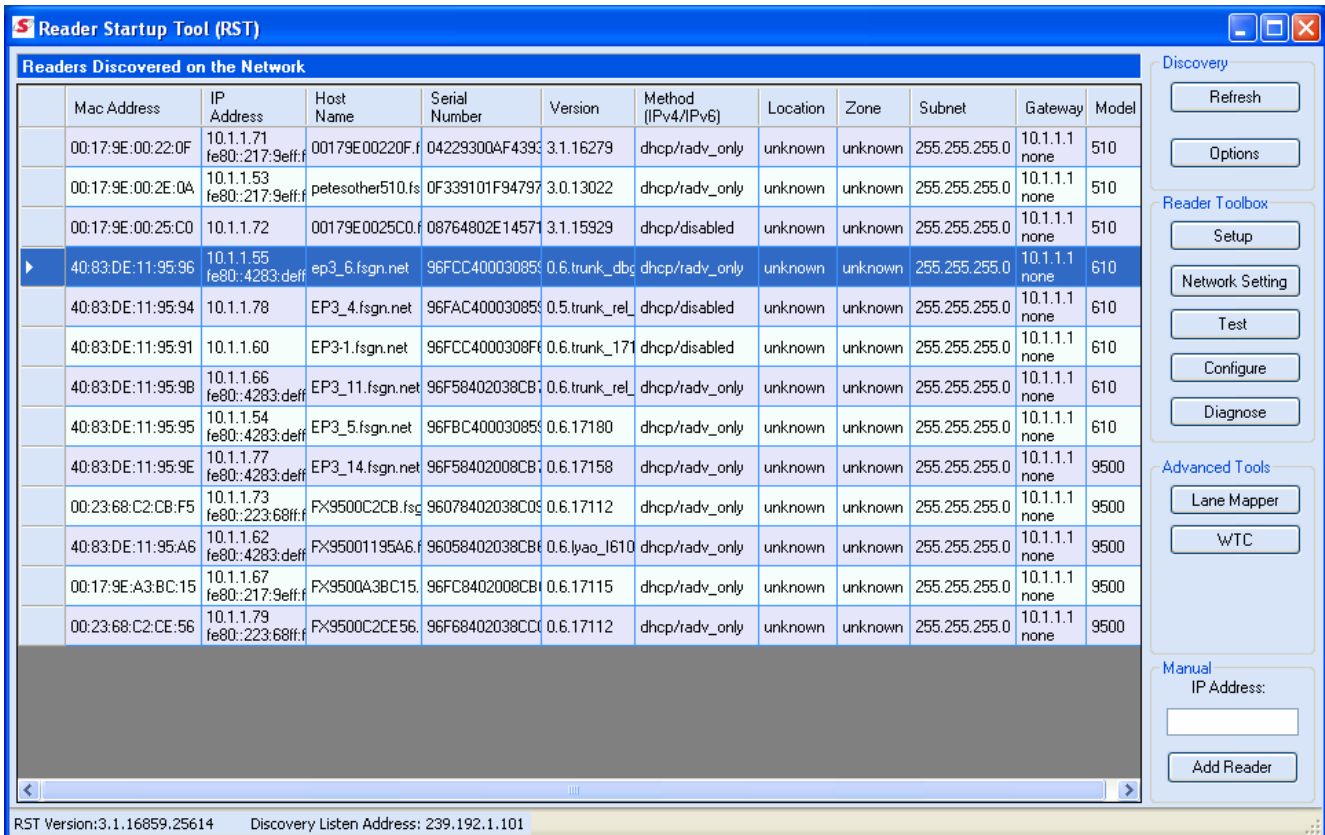 Reader Startup Tool (RST)
Readers Discovered on the Network
Mac Address IP Address Host Name Serial Number Version Method (IPv4/IPv6) Location Zone Subnet Gateway Model
00:17:9E:00:22:0F 10.1.1.71 fe80::217:9eff:f 00179E00220F.f 04229300AF4393 3.1.16279 dhcp/radv_only unknown unknown 255.255.255.0 10.1.1.1 none 510
00:17:9E:00:2E:0A 10.1.1.53 fe80::217:9eff:f petesother510.fs 0F339101F94797 3.0.13022 dhcp/radv_only unknown unknown 255.255.255.0 10.1.1.1 none 510
00:17:9E:00:25:C0 10.1.1.72 00179E0025C0.f 08764802E14571 3.1.15929 dhcp/disabled unknown unknown 255.255.255.0 10.1.1.1 none 510
40:83:DE:11:95:96 10.1.1.55 fe80::4283:deff ep3_6.fsgn.net 96FCC400030859 0.6.trunk_dbg dhcp/radv_only unknown unknown 255.255.255.0 10.1.1.1 none 610
40:83:DE:11:95:94 10.1.1.78 EP3_4.fsgn.net 96FAC400030859 0.5.trunk_rel_ dhcp/disabled unknown unknown 255.255.255.0 10.1.1.1 none 610
40:83:DE:11:95:91 10.1.1.60 EP3-1.fsgn.net 96FCC4000308F6 0.6.trunk_171 dhcp/disabled unknown unknown 255.255.255.0 10.1.1.1 none 610
40:83:DE:11:95:9B 10.1.1.66 fe80::4283:deff EP3_11.fsgn.net 96F58402038CB7 0.6.trunk_rel_ dhcp/radv_only unknown unknown 255.255.255.0 10.1.1.1 none 610
40:83:DE:11:95:95 10.1.1.54 fe80::4283:deff EP3_5.fsgn.net 96FBC400030859 0.6.17180 dhcp/radv_only unknown unknown 255.255.255.0 10.1.1.1 none 610
40:83:DE:11:95:9E 10.1.1.77 fe80::4283:deff EP3_14.fsgn.net 96F58402008CB7 0.6.17158 dhcp/radv_only unknown unknown 255.255.255.0 10.1.1.1 none 9500
00:23:68:C2:CB:F5 10.1.1.73 fe80::223:68ff:f FX9500C2CB.fsg 96078402038C09 0.6.17112 dhcp/radv_only unknown unknown 255.255.255.0 10.1.1.1 none 9500
40:83:DE:11:95:A6 10.1.1.62 fe80::4283:deff FX95001195A6.f 96058402038CB6 0.6.lyao_l610 dhcp/radv_only unknown unknown 255.255.255.0 10.1.1.1 none 9500
00:17:9E:A3:BC:15 10.1.1.67 fe80::217:9eff:f FX9500A3BC15. 96FC8402008CB 0.6.17115 dhcp/radv_only unknown unknown 255.255.255.0 10.1.1.1 none 9500
00:23:68:C2:CE:56 10.1.1.79 fe80::223:68ff:f FX9500C2CE56. 96F68402038CC 0.6.17112 dhcp/radv_only unknown unknown 255.255.255.0 10.1.1.1 none 9500
Discovery
Refresh
Options
Reader Toolbox
Setup
Network Setting
Test
Configure
Diagnose
Advanced Tools
Lane Mapper
WTC
Manual
IP Address:
Add Reader
RST Version:3.1.16859.25614 Discovery Listen Address: 239.192.1.101